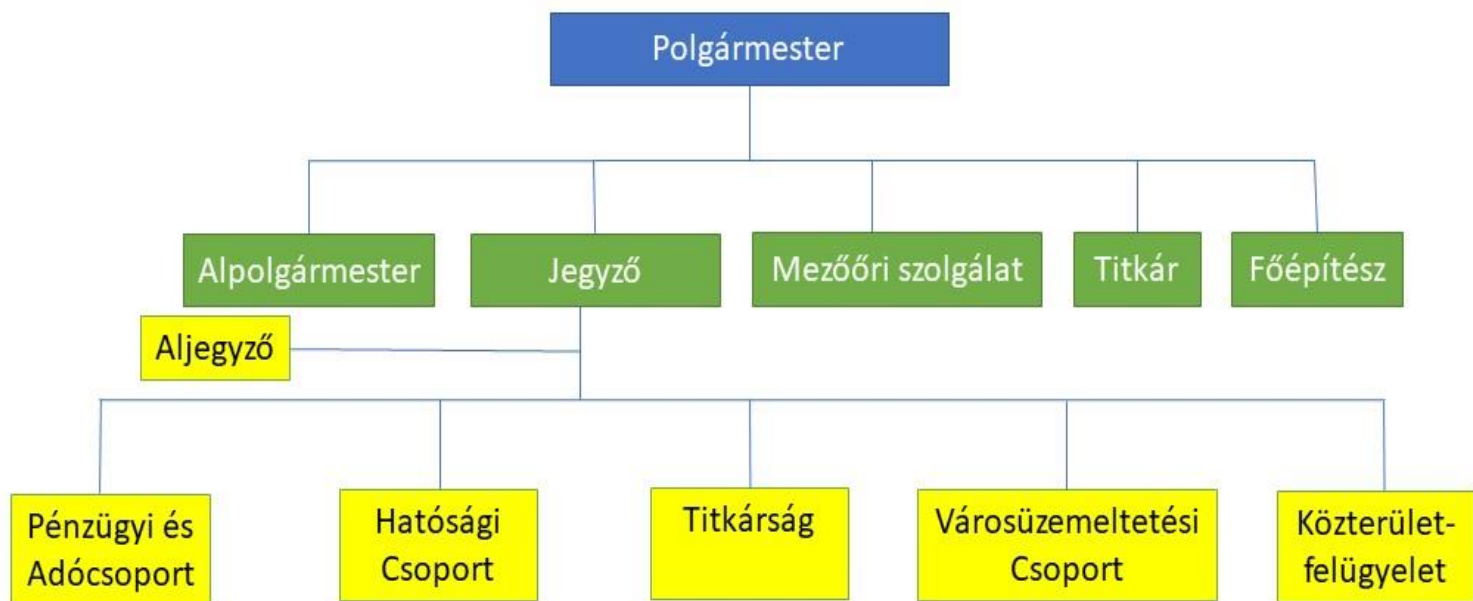 Polgármester
Alpolgármester
Jegyző
Mezőőri szolgálat
Titkár
Főépítész
Aljegyző
Pénzügyi és
Adócsoport
Hatósági
Csoport
Titkárság
Városüzemeltetési
Csoport
Közterület-
felügyelet